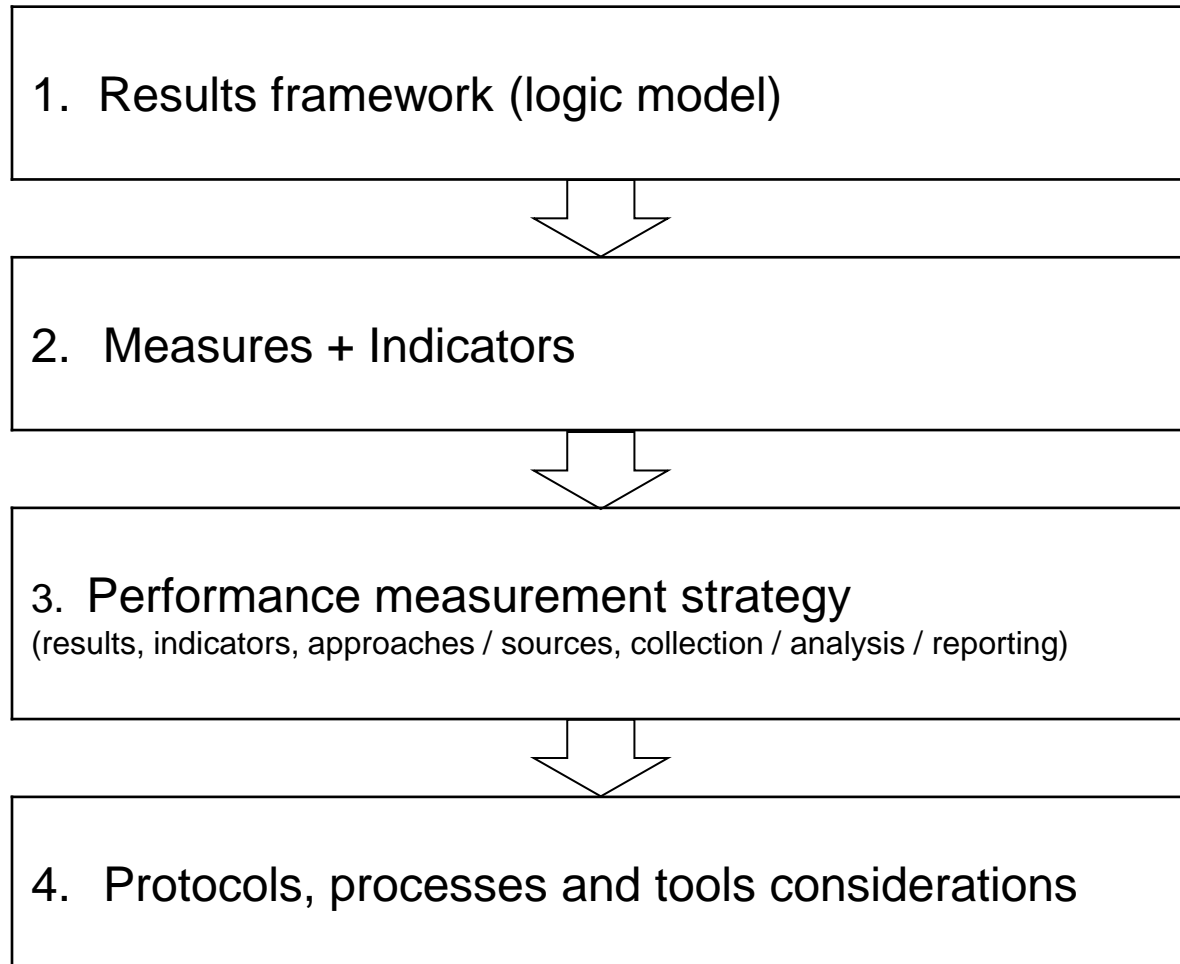 1. Results framework (logic model)
2. Measures + Indicators
3. Performance measurement strategy
(results, indicators, approaches / sources, collection / analysis / reporting)
4. Protocols, processes and tools considerations